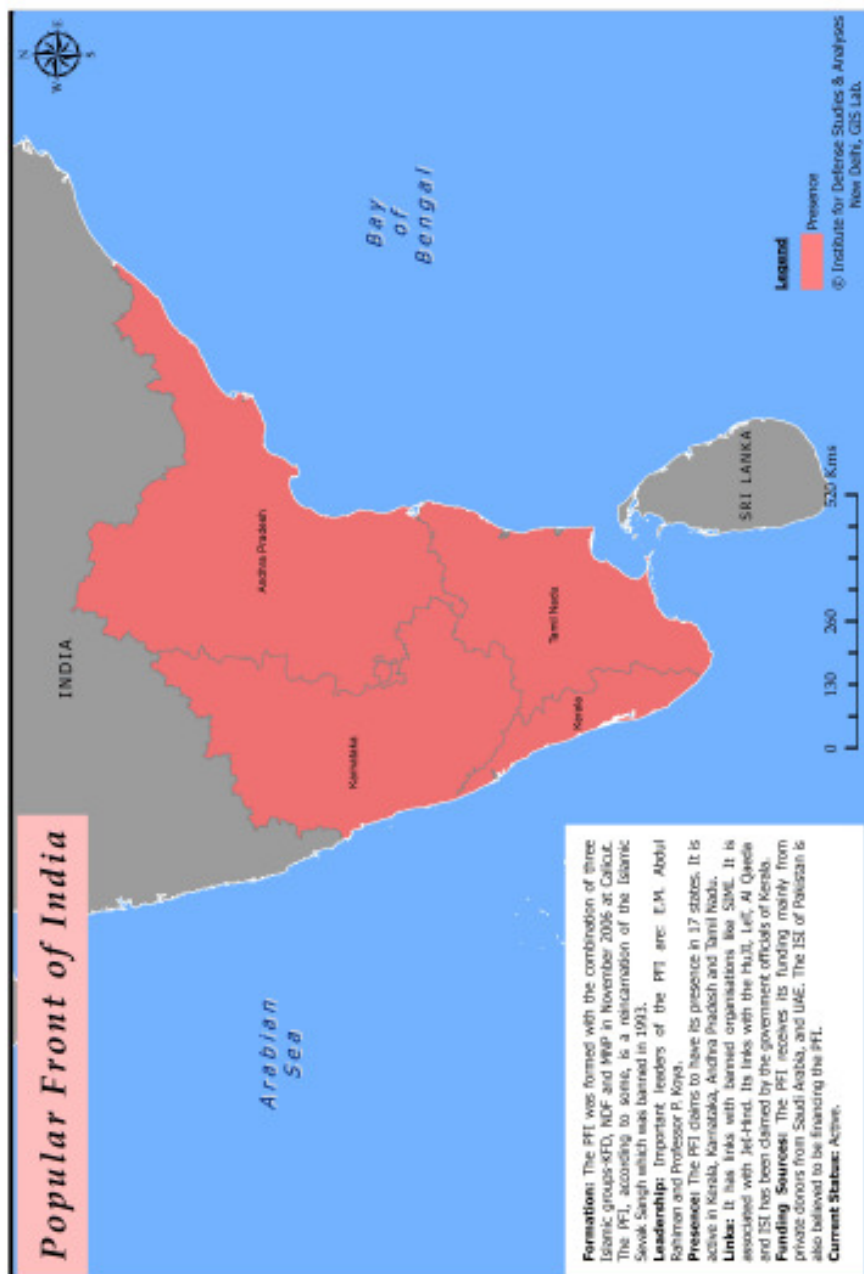 Popular Front of India
N
W
E
S
INDIA
Andhra Pradesh
Karnataka
Tamil Nadu
Kerala
Arabian
Sea
Bay
of
Bengal
SRI LANKA
Formation: The PFI was formed with the combination of three
Islamic groups-KFD, NDF and MNP in November 2006 at Calicut.
The PFI, according to some, is a reincarnation of the Islamic
Sevak Sangh which was banned in 1993.
Leadership: Important leaders of the PFI are: E.M. Abdul
Rahiman and Professor P. Koya.
Presence: The PFI claims to have its presence in 17 states. It is
active in Kerala, Karnataka, Andhra Pradesh and Tamil Nadu.
Links: It has links with banned organisations like SIMI. It is
associated with JeI-Hind. Its links with the HuJI, LeT, Al Qaeda
and ISI has been claimed by the government officials of Kerala.
Funding Sources: The PFI receives its funding mainly from
private donors from Saudi Arabia, and UAE. The ISI of Pakistan is
also believed to be financing the PFI.
Current Status: Active.
0 130 260 520 Kms
Legend
Presence
© Institute for Defense Studies & Analyses
New Delhi, GIS Lab.